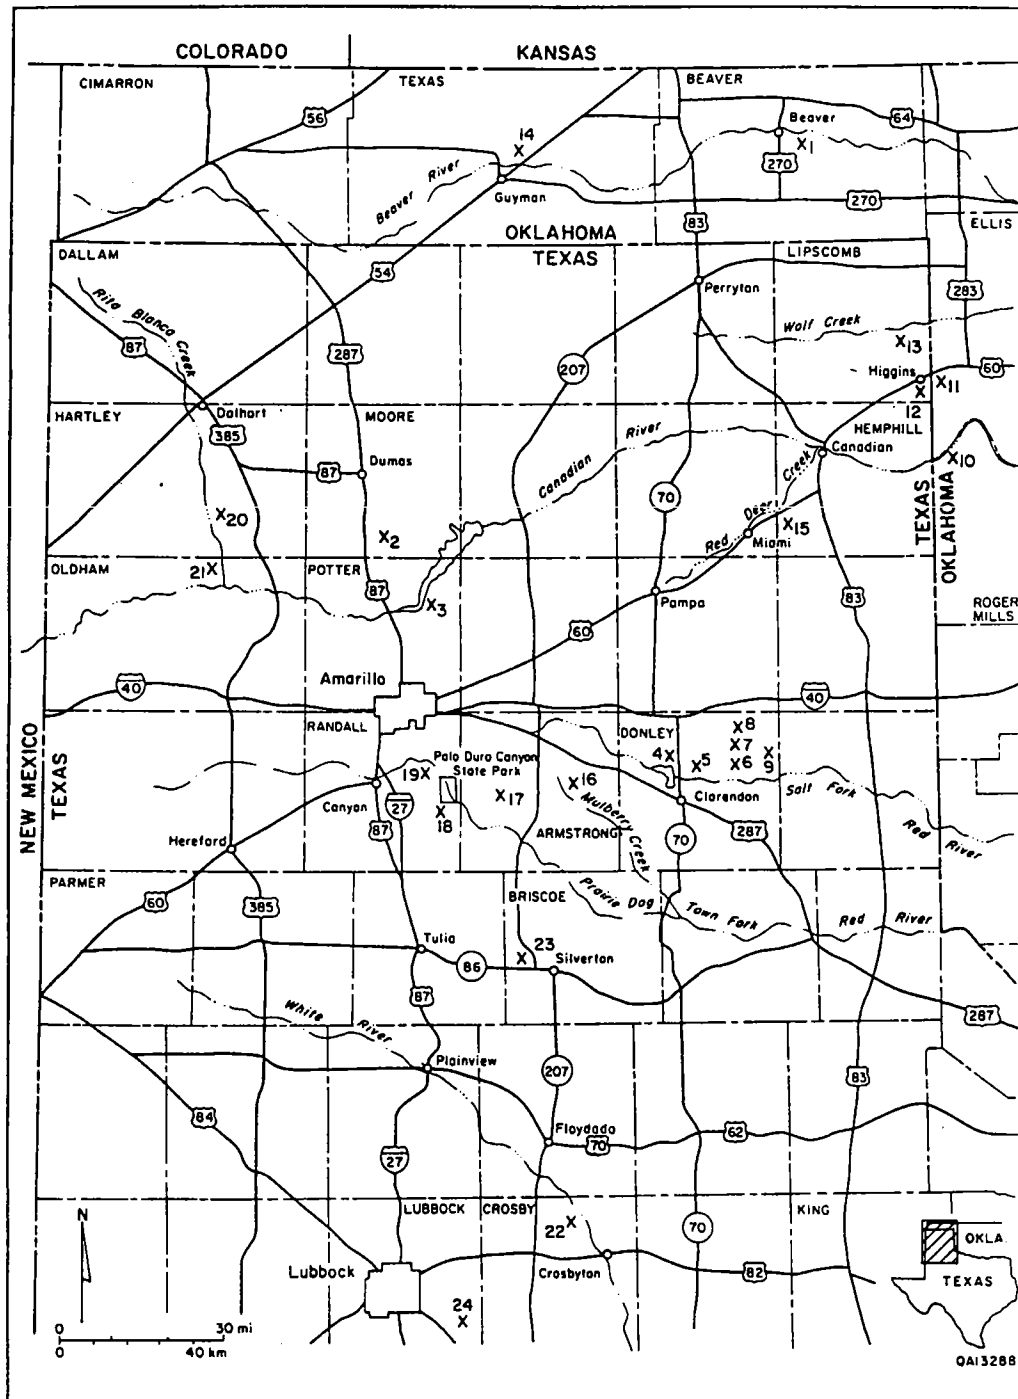 COLORADO
KANSAS
CIMARRON
TEXAS
BEAVER
56
14
X
Beaver
64
X1
270
Beaver River
Guyman
270
83
ELLIS
OKLAHOMA
TEXAS
DALLAM
LIPSCOMB
54
Rita Blanca Creek
Perryton
283
87
287
Wolf Creek
X13
207
Higgins
X11
60
X
12
HARTLEY
Dalhart
MOORE
HEMPHILL
385
Canadian River
Canadian
87
Dumas
X10
70
Red Deer Creek
X20
X2
X15
Miami
TEXAS
OKLAHOMA
21X
OLDHAM
POTTER
87
X3
Pampa
83
ROGER
MILLS
60
Amarillo
40
40
NEW MEXICO
TEXAS
RANDALL
DONLEY
X8
X7
4X
X5
X6
X
9
Palo Duro Canyon
State Park
19X
X16
X17
Canyon
27
X
18
Clarendon
Salt Fork
Red River
Mulberry Creek
87
Hereford
ARMSTRONG
70
287
PARMER
60
385
BRISCOE
Prairie Dog Town Fork Red River
Tulia
23
X
86
Silverton
87
White River
287
Plainview
207
83
84
Floydada
70
62
27
LUBBOCK
CROSBY
KING
N
22X
70
OKLA.
Lubbock
Crosbyton
82
TEXAS
24
X
0 30 mi
0 40 km
QA13288